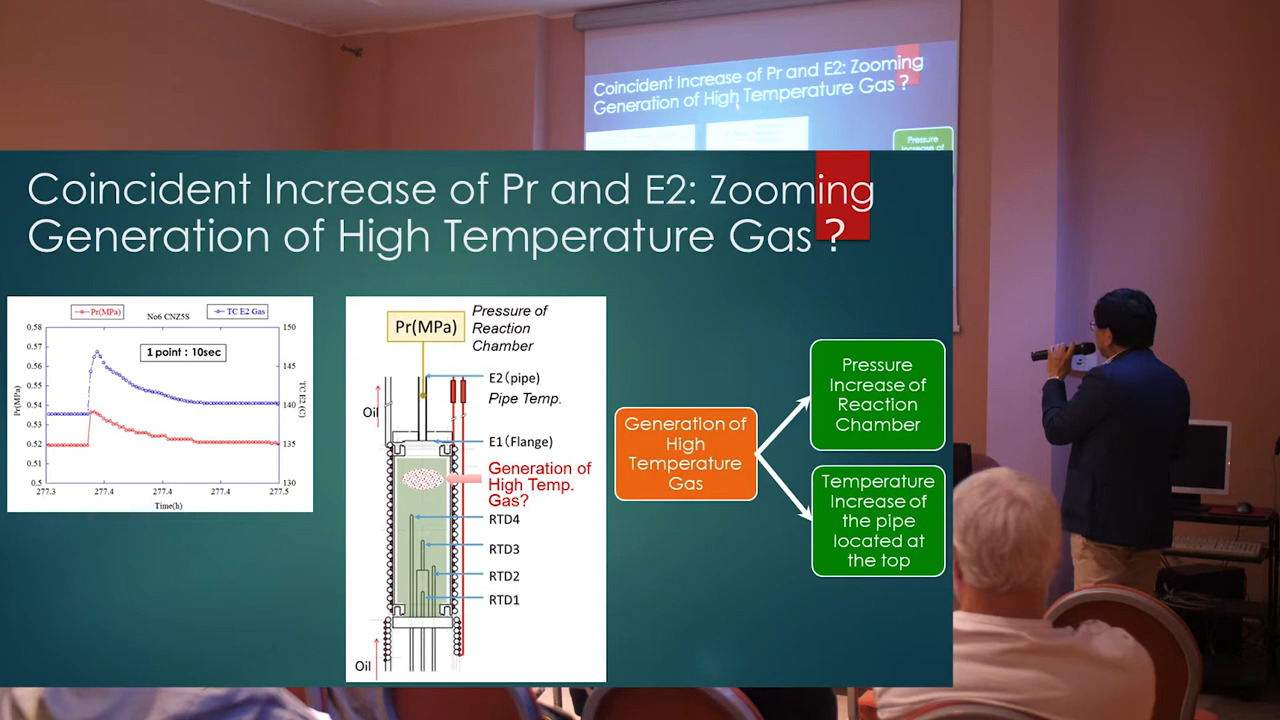 Coincident Increase of Pr and E2: Zooming
Generation of High Temperature Gas ?
Pressure
Increase of
Coincident Increase of Pr and E2: Zooming
Generation of High Temperature Gas ?
Pr(MPa)
No6 CNZ5S
TC E2 Gas
1 point : 10sec
Pr(MPa)
0.58
0.57
0.56
0.55
0.54
0.53
0.52
0.51
0.5
150
145
140
135
130
TC E2 (C)
277.3
277.4
277.4
277.4
277.5
Time(h)
Pr(MPa)
Pressure of
Reaction
Chamber
E2(pipe)
Pipe Temp.
Oil
E1(Flange)
Generation of
High Temp.
Gas?
RTD4
RTD3
RTD2
RTD1
Oil
Generation of
High
Temperature
Gas
Pressure
Increase of
Reaction
Chamber
Temperature
Increase of
the pipe
located at
the top